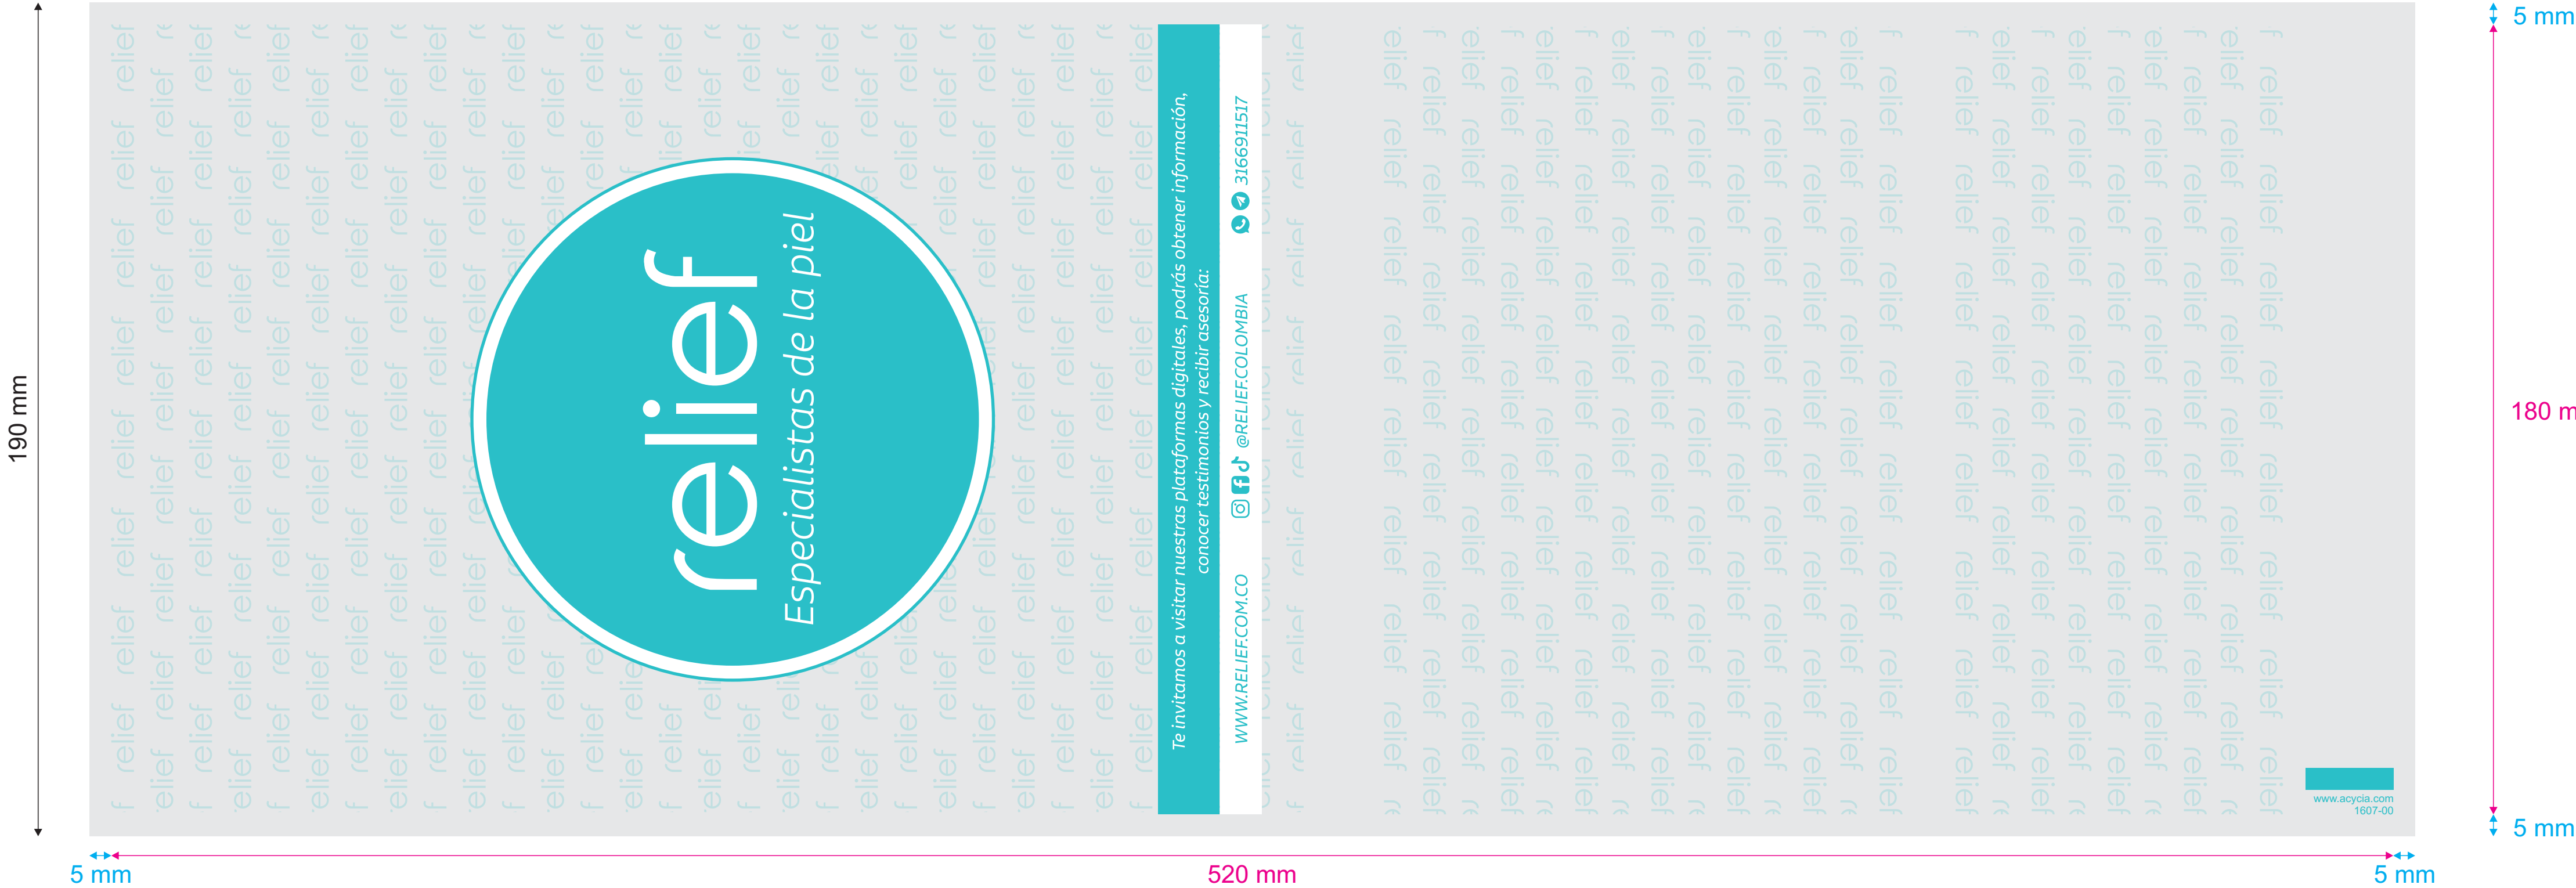 190 mm
relief
Especialistas de la piel
Te invitamos a visitar nuestras plataformas digitales, podrás obtener información,
conocer testimonios y recibir asesoría:
WWW.RELIEF.COM.CO
@RELIEF.COLOMBIA
3166911517
www.acycia.com
1607-00
5 mm
180 m
5 mm
5 mm
520 mm
5 mm